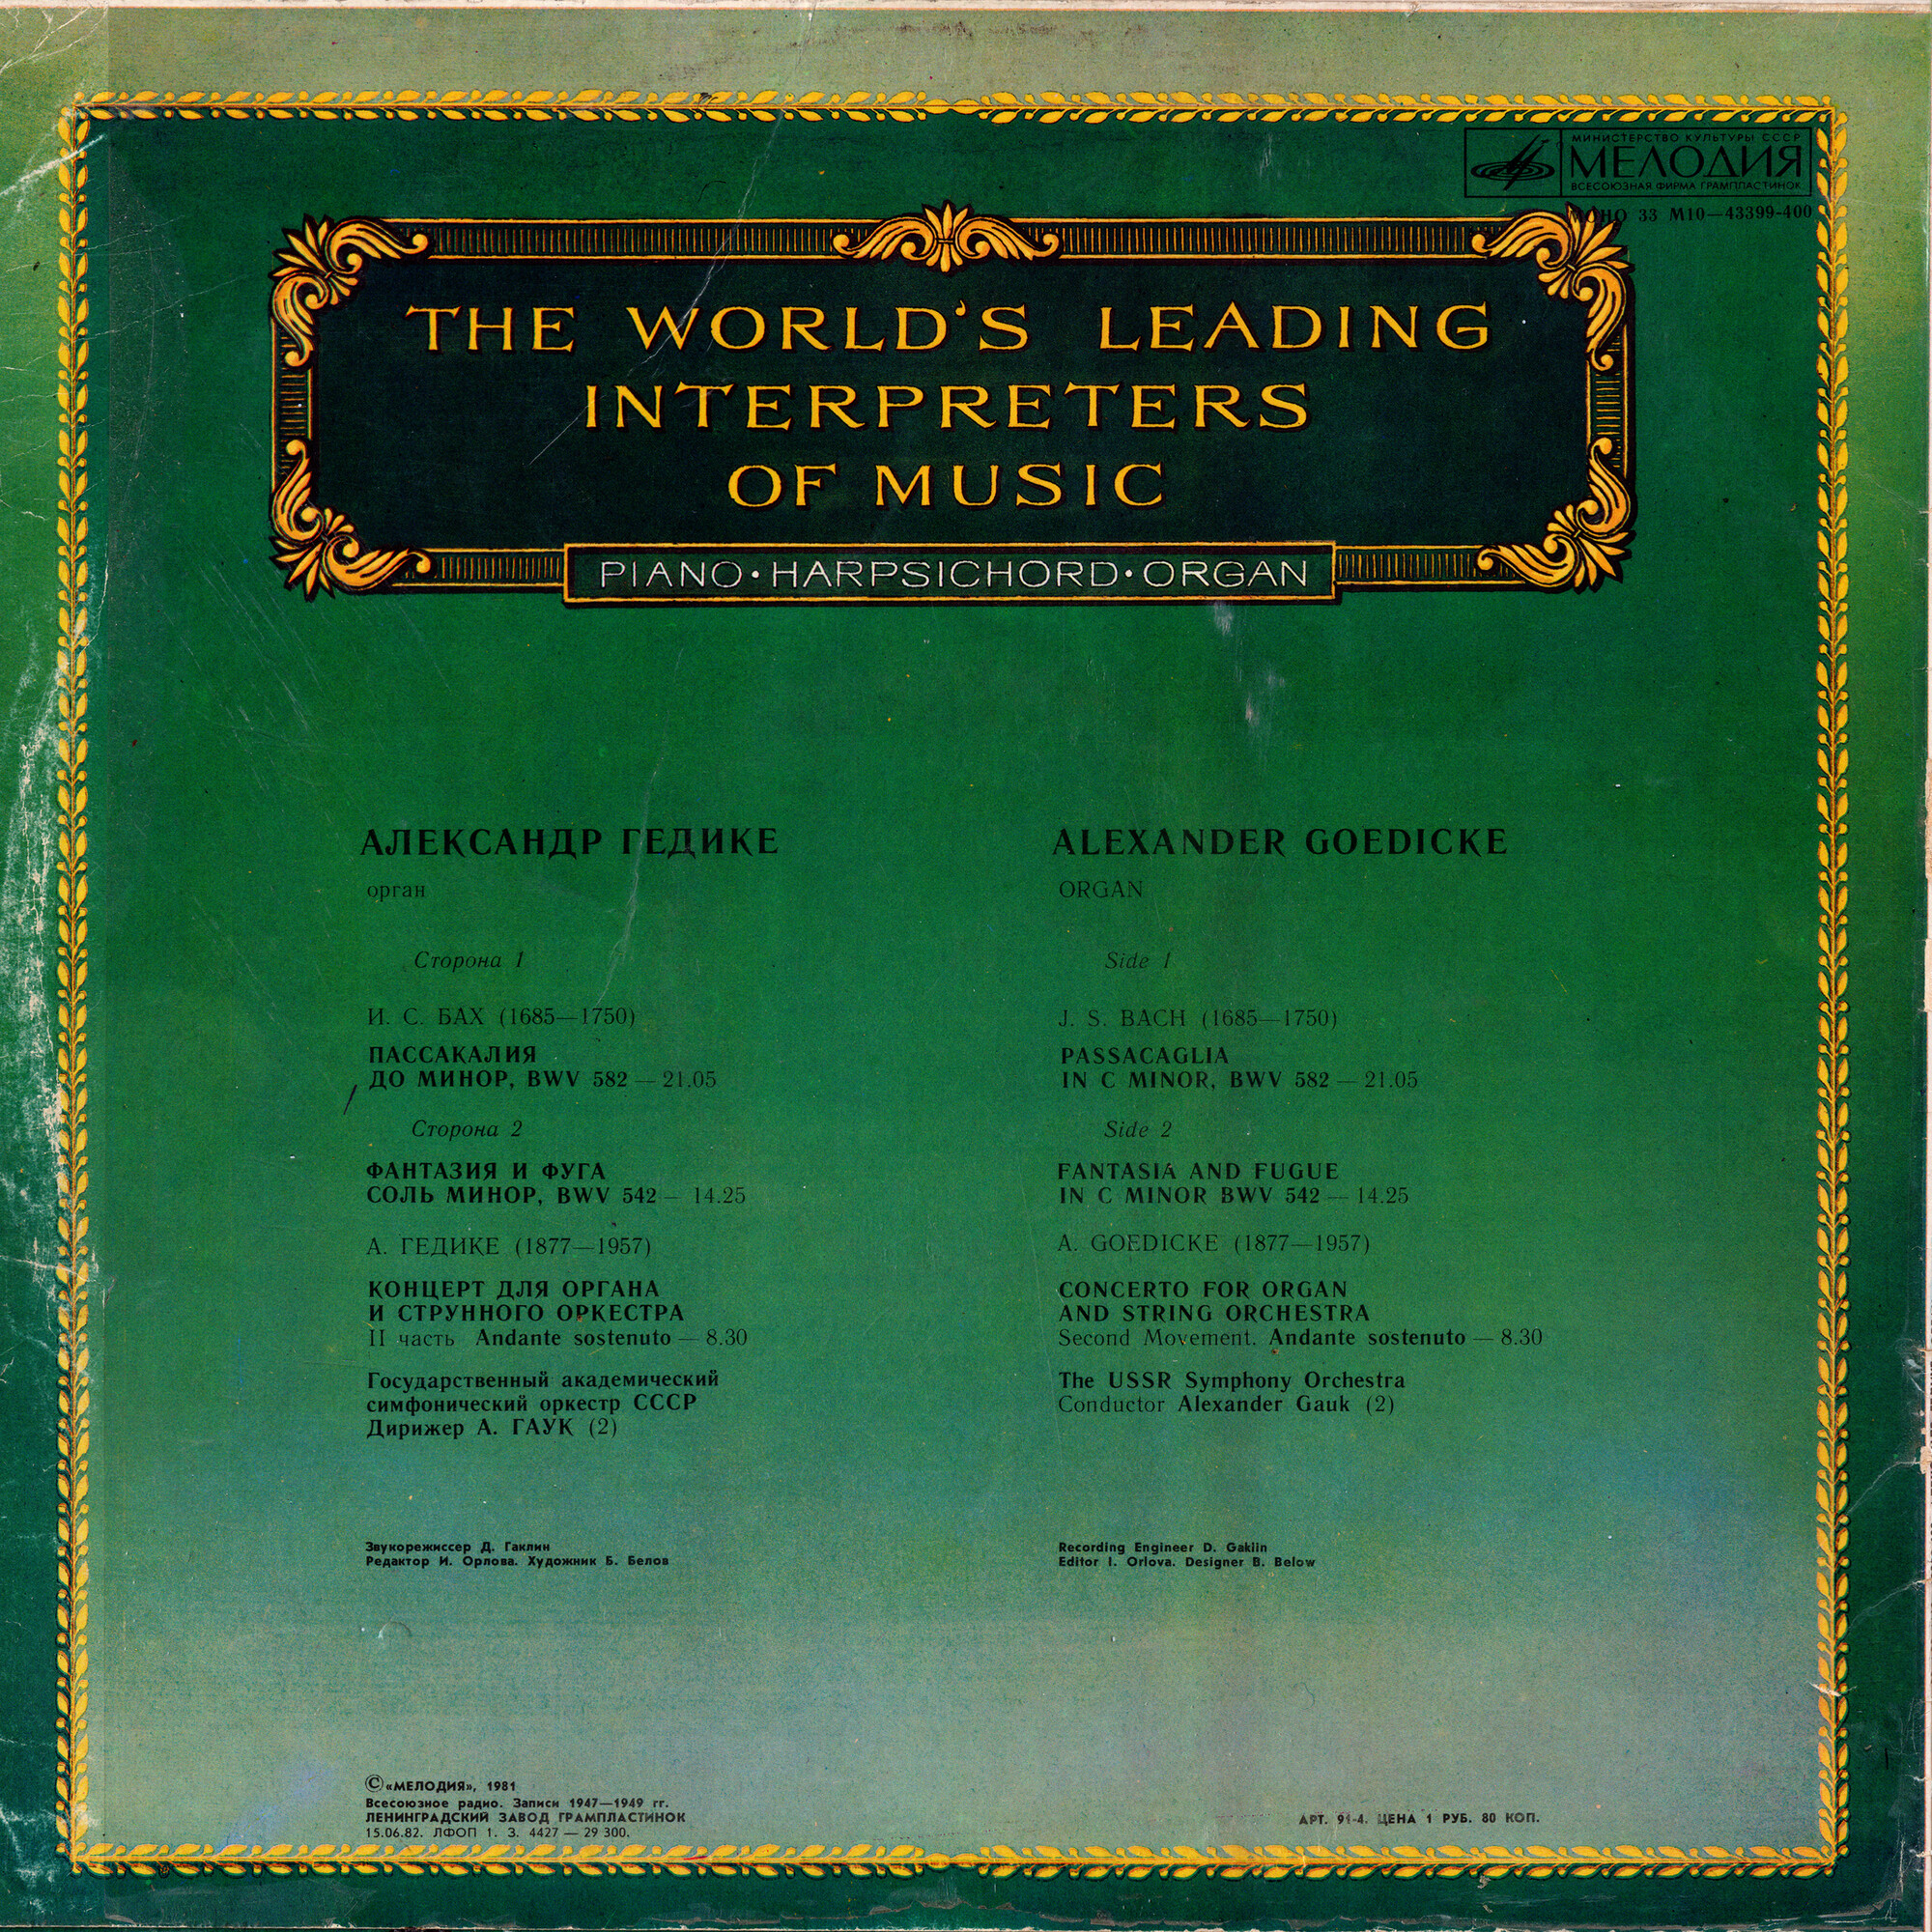 МИНИСТЕРСТВО КУЛЬТУРЫ СССР
МЕЛОДИЯ
ВСЕСОЮЗНАЯ ФИРМА ГРАМПЛАСТИНОК
МОНО 33 М10—43399-400
THE WORLD'S LEADING
INTERPRETERS
OF MUSIC
PIANO · HARPSICHORD · ORGAN
АЛЕКСАНДР ГЕДИКЕ
орган
Сторона 1
И. С. БАХ (1685—1750)
ПАССАКАЛИЯ
ДО МИНОР, BWV 582 — 21.05
Сторона 2
ФАНТАЗИЯ И ФУГА
СОЛЬ МИНОР, BWV 542 — 14.25
А. ГЕДИКЕ (1877—1957)
КОНЦЕРТ ДЛЯ ОРГАНА
И СТРУННОГО ОРКЕСТРА
II часть Andante sostenuto — 8.30
Государственный академический
симфонический оркестр СССР
Дирижер А. ГАУК (2)
Звукорежиссер Д. Гаклин
Редактор И. Орлова. Художник Б. Белов
ALEXANDER GOEDICKE
ORGAN
Side 1
J. S. BACH (1685—1750)
PASSACAGLIA
IN C MINOR, BWV 582 — 21.05
Side 2
FANTASIA AND FUGUE
IN C MINOR BWV 542 — 14.25
A. GOEDICKE (1877—1957)
CONCERTO FOR ORGAN
AND STRING ORCHESTRA
Second Movement. Andante sostenuto — 8.30
The USSR Symphony Orchestra
Conductor Alexander Gauk (2)
Recording Engineer D. Gaklin
Editor I. Orlova. Designer B. Below
©«МЕЛОДИЯ», 1981
Всесоюзное радио. Записи 1947—1949 гг.
ЛЕНИНГРАДСКИЙ ЗАВОД ГРАМПЛАСТИНОК
15.06.82. ЛФОП 1. З. 4427 — 29 300.
АРТ. 91-4. ЦЕНА 1 РУБ. 80 КОП.